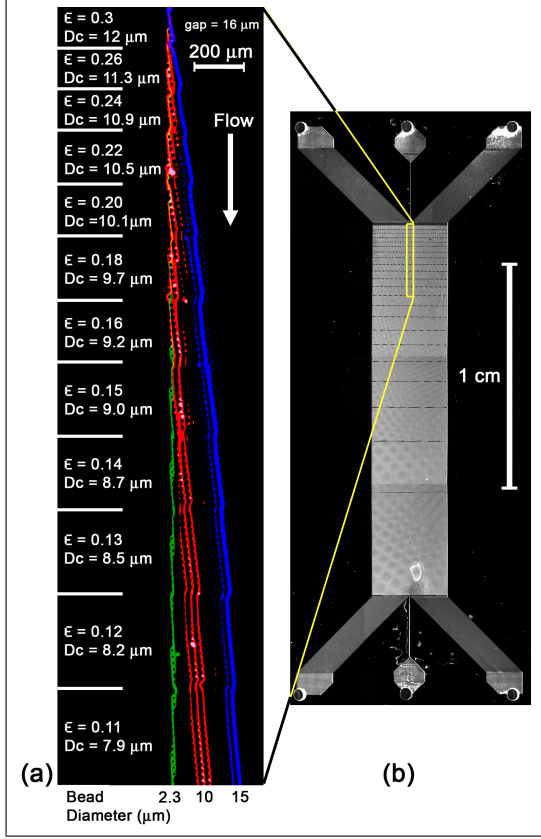 Є = 0.3
Dc = 12 μm
gap = 16 μm
200 μm
Є = 0.26
Dc = 11.3 μm
Є = 0.24
Dc = 10.9 μm
Flow
Є = 0.22
Dc = 10.5 μm
Є = 0.20
Dc =10.1μm
Є = 0.18
Dc = 9.7 μm
Є = 0.16
Dc = 9.2 μm
Є = 0.15
Dc = 9.0 μm
Є = 0.14
Dc = 8.7 μm
Є = 0.13
Dc = 8.5 μm
Є = 0.12
Dc = 8.2 μm
Є = 0.11
Dc = 7.9 μm
(a)
Bead 2.3 10 15
Diameter (μm)
1 cm
(b)